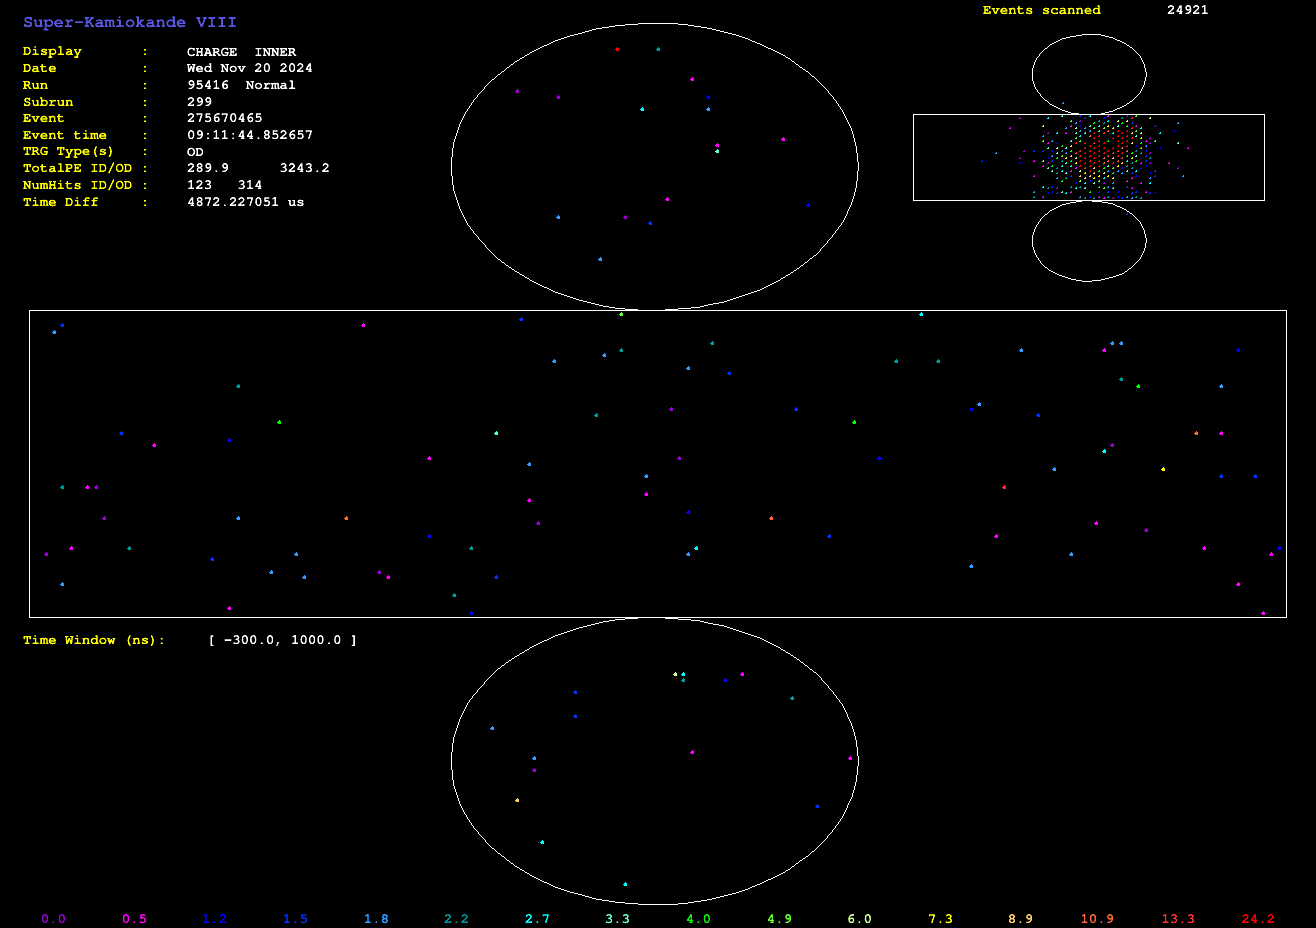 Super-Kamiokande VIII
Events scanned 24921
Display : CHARGE INNER
Date : Wed Nov 20 2024
Run : 95416 Normal
Subrun : 299
Event : 275670465
Event time : 09:11:44.852657
TRG Type(s) : OD
TotalPE ID/OD : 289.9 3243.2
NumHits ID/OD : 123 314
Time Diff : 4872.227051 us
Time Window (ns): [ -300.0, 1000.0 ]
0.0 0.5 1.2 1.5 1.8 2.2 2.7 3.3 4.0 4.9 6.0 7.3 8.9 10.9 13.3 24.2